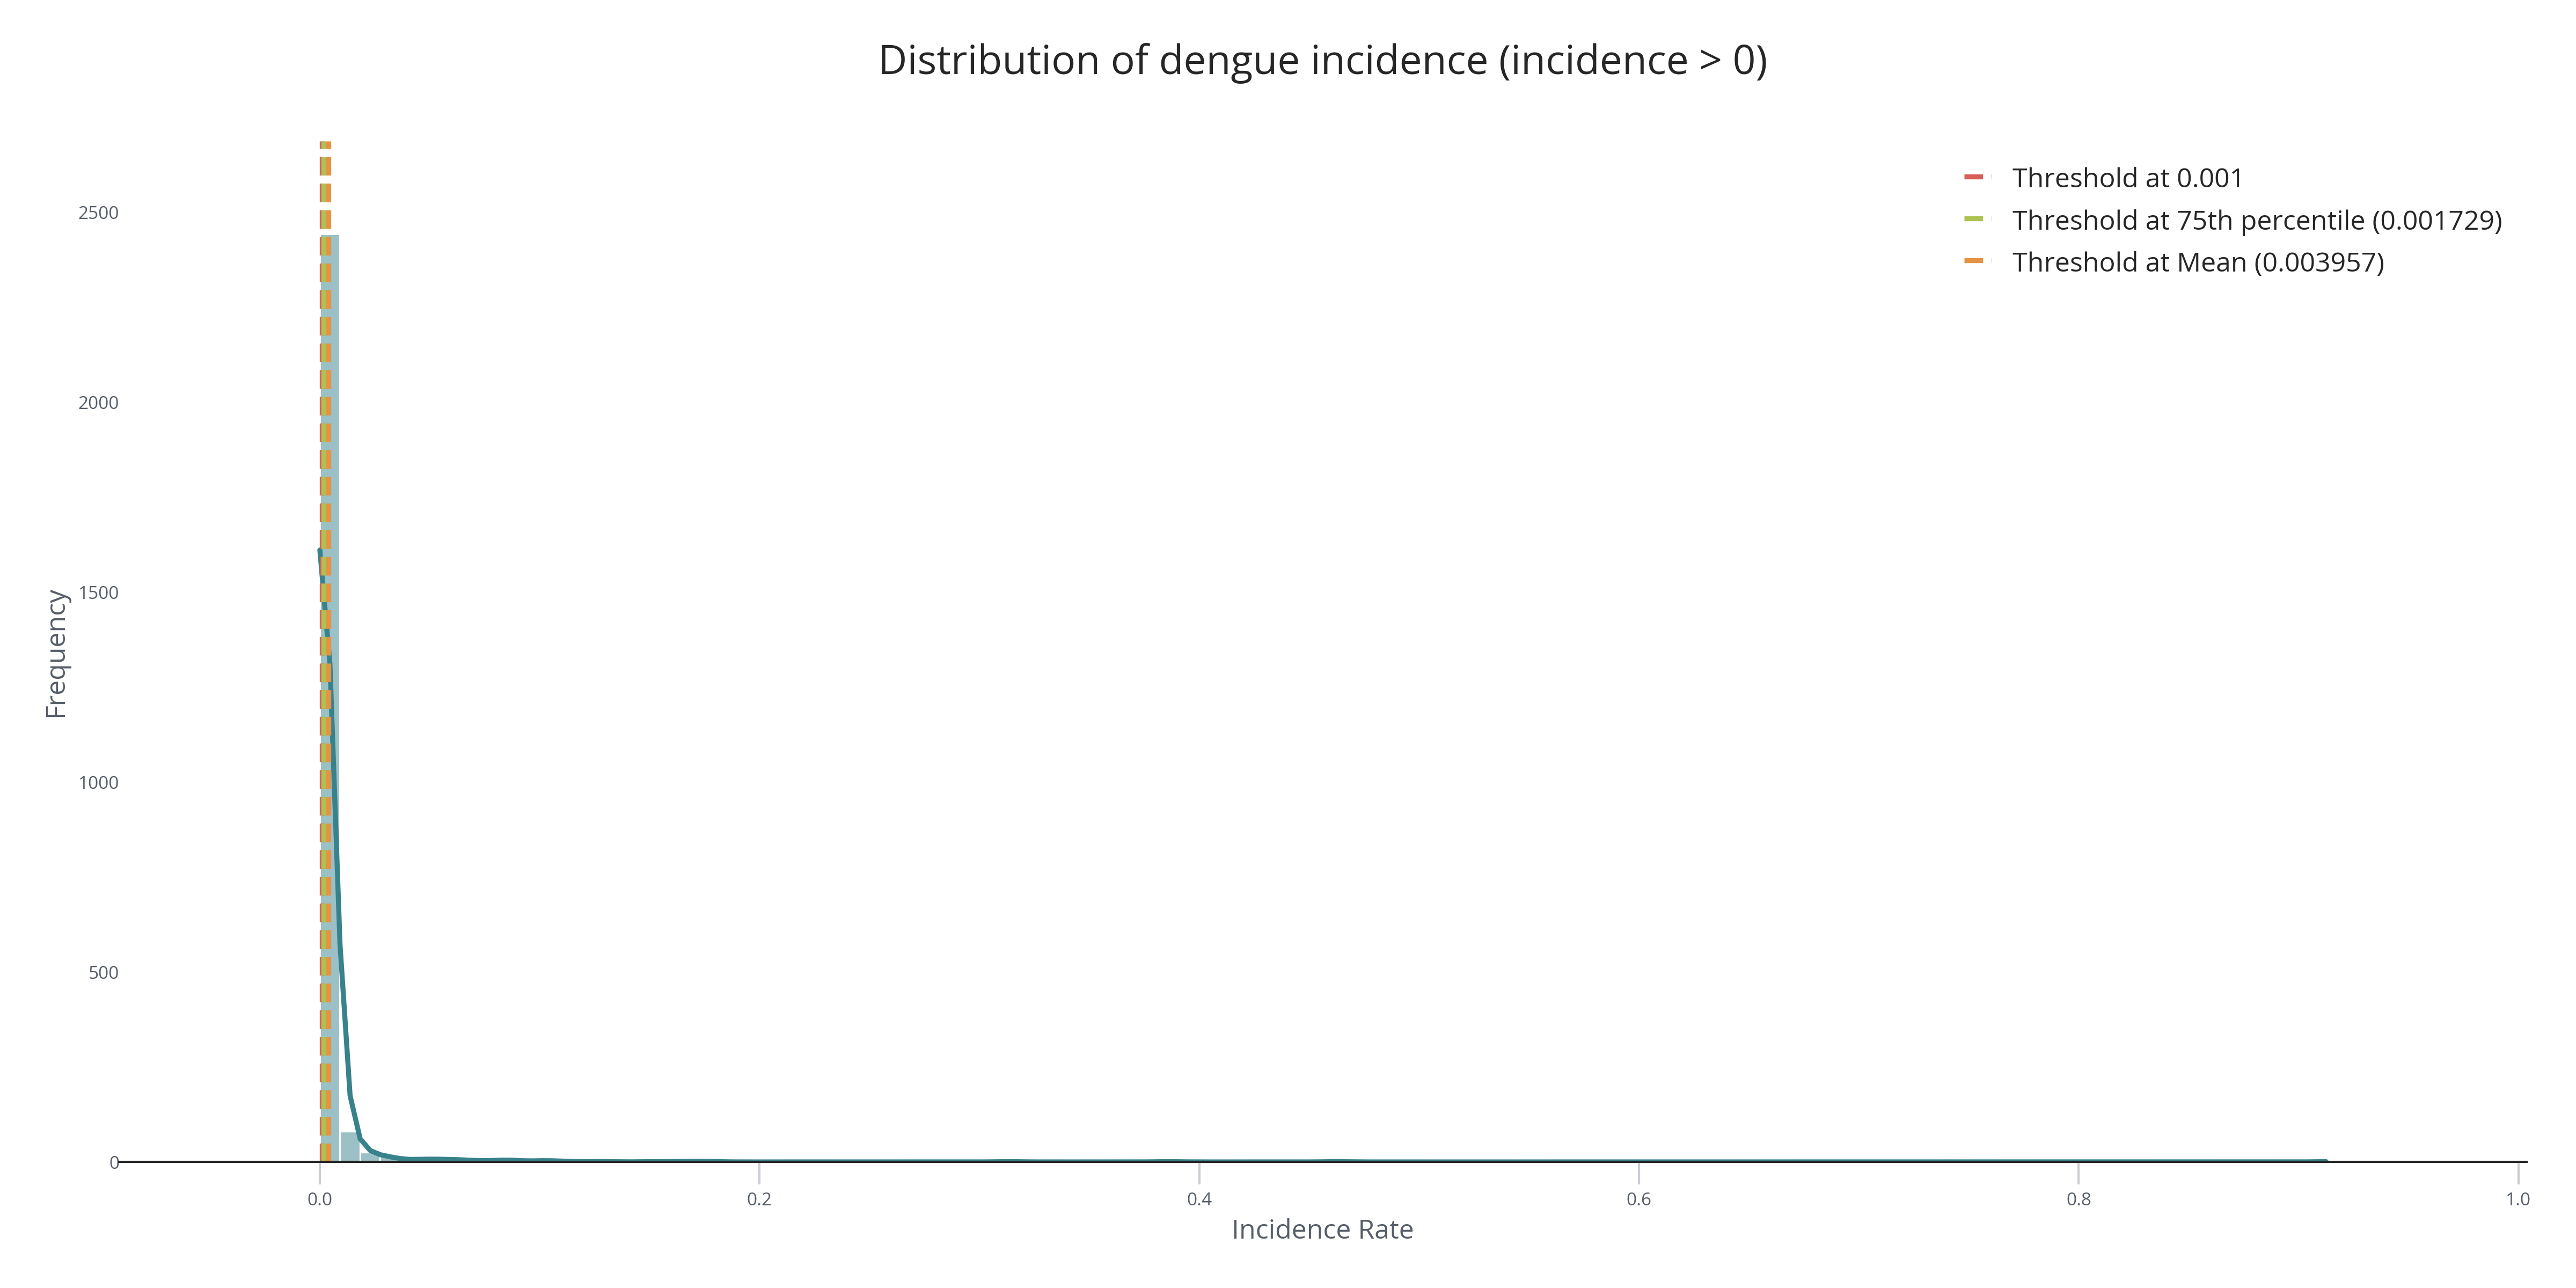 Distribution of dengue incidence (incidence > 0)
Threshold at 0.001
Threshold at 75th percentile (0.001729)
Threshold at Mean (0.003957)
Frequency
2500
2000
1500
1000
500
0
0.0
0.2
0.4
0.6
0.8
1.0
Incidence Rate